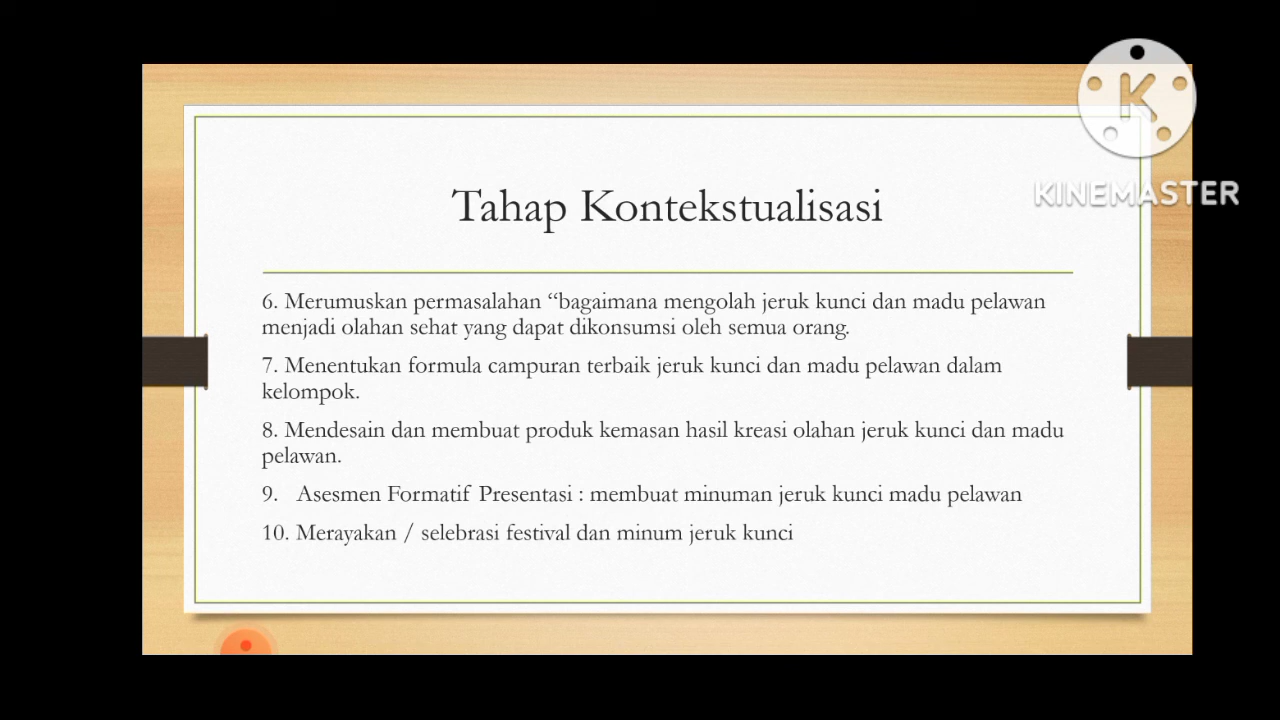 K
KINEMASTER
Tahap Kontekstualisasi
6. Merumuskan permasalahan “bagaimana mengolah jeruk kunci dan madu pelawan
menjadi olahan sehat yang dapat dikonsumsi oleh semua orang.
7. Menentukan formula campuran terbaik jeruk kunci dan madu pelawan dalam
kelompok.
8. Mendesain dan membuat produk kemasan hasil kreasi olahan jeruk kunci dan madu
pelawan.
9. Asesmen Formatif Presentasi : membuat minuman jeruk kunci madu pelawan
10. Merayakan / selebrasi festival dan minum jeruk kunci